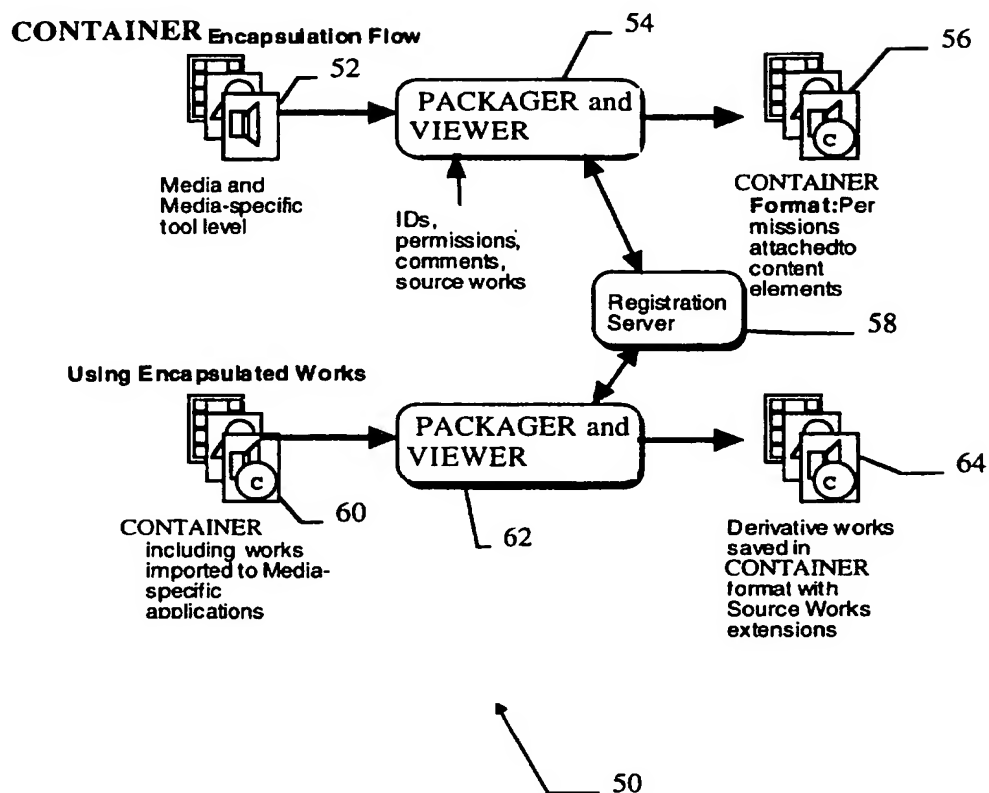 CONTAINER Encapsulation Flow
54
56
52
PACKAGER and
VIEWER
C
Media and
Media-specific
tool level
IDs,
permissions,
comments,
source works
CONTAINER
Format:Per
missions
attachedto
content
elements
Registration
Server
58
Using Encapsulated Works
PACKAGER and
VIEWER
C
C
60
62
64
CONTAINER
including works
imported to Media-
specific
applications
Derivative works
saved in
CONTAINER
format with
Source Works
extensions
50